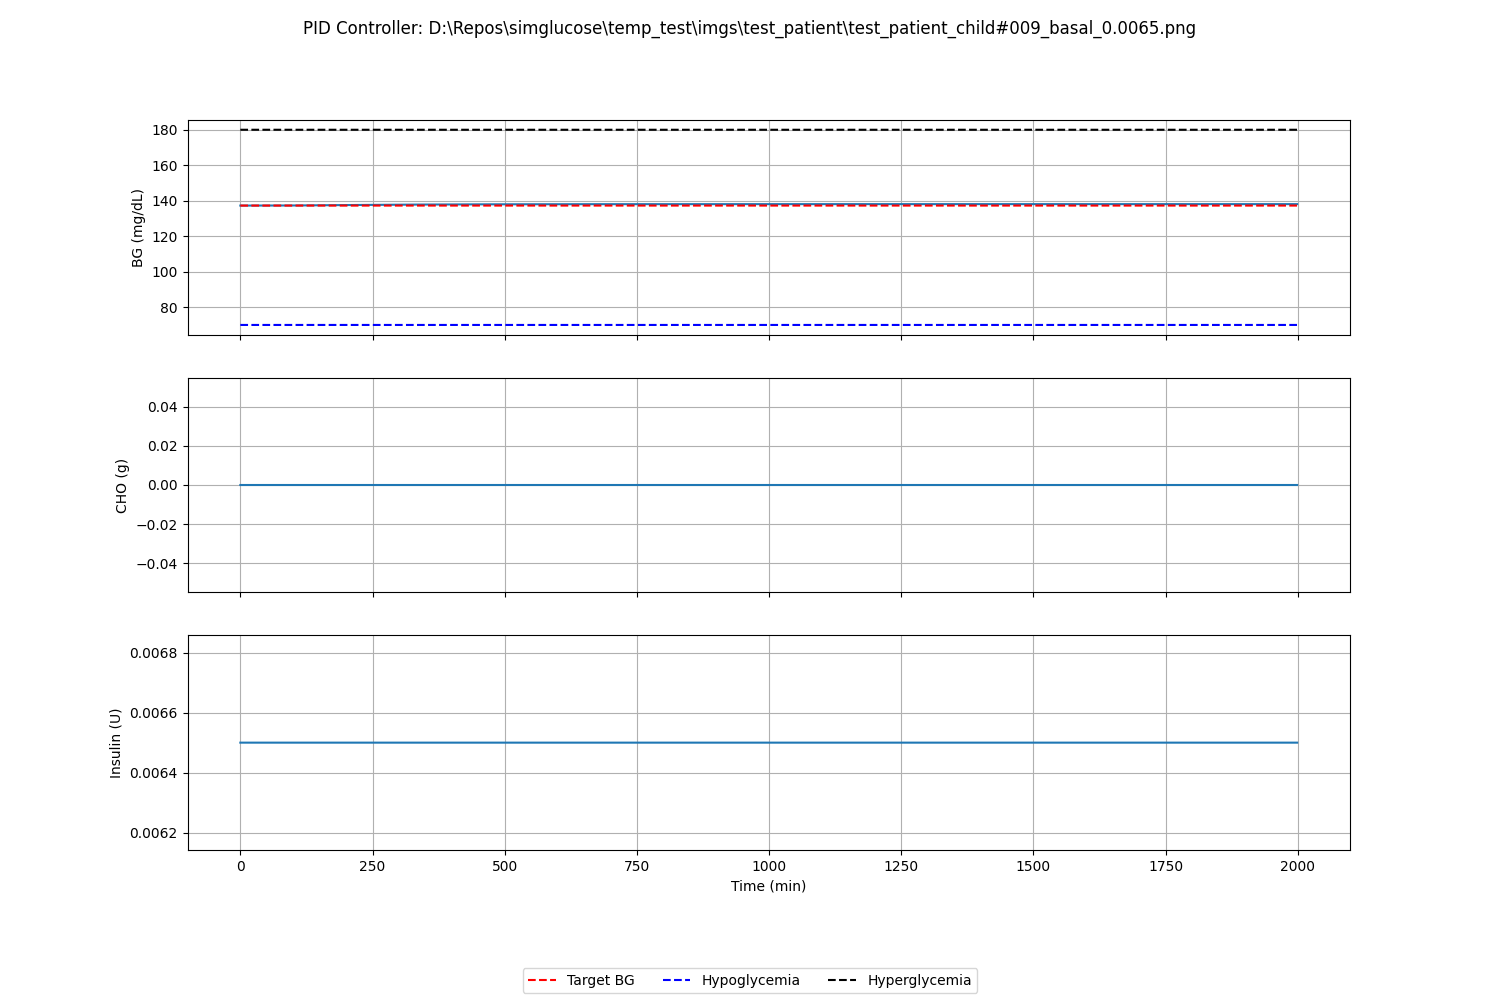 PID Controller: D:\Repos\simglucose\temp_test\imgs\test_patient\test_patient_child#009_basal_0.0065.png
180
160
140
120
100
80
BG (mg/dL)
0.04
0.02
0.00
−0.02
−0.04
CHO (g)
0.0068
0.0066
0.0064
0.0062
Insulin (U)
0 250 500 750 1000 1250 1500 1750 2000
Time (min)
Target BG Hypoglycemia Hyperglycemia